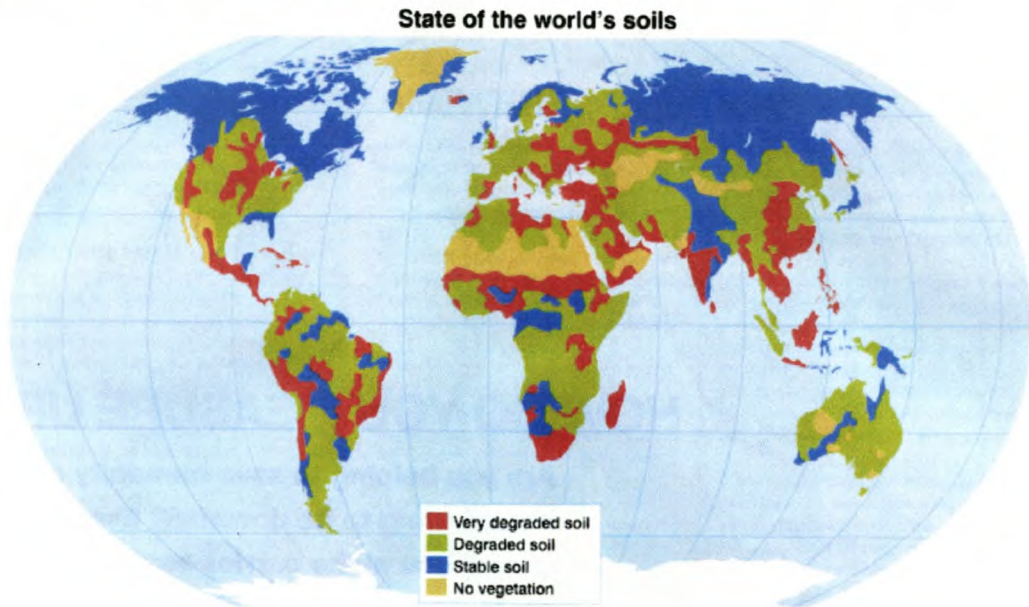 State of the world's soils
Very degraded soil
Degraded soil
Stable soil
No vegetation